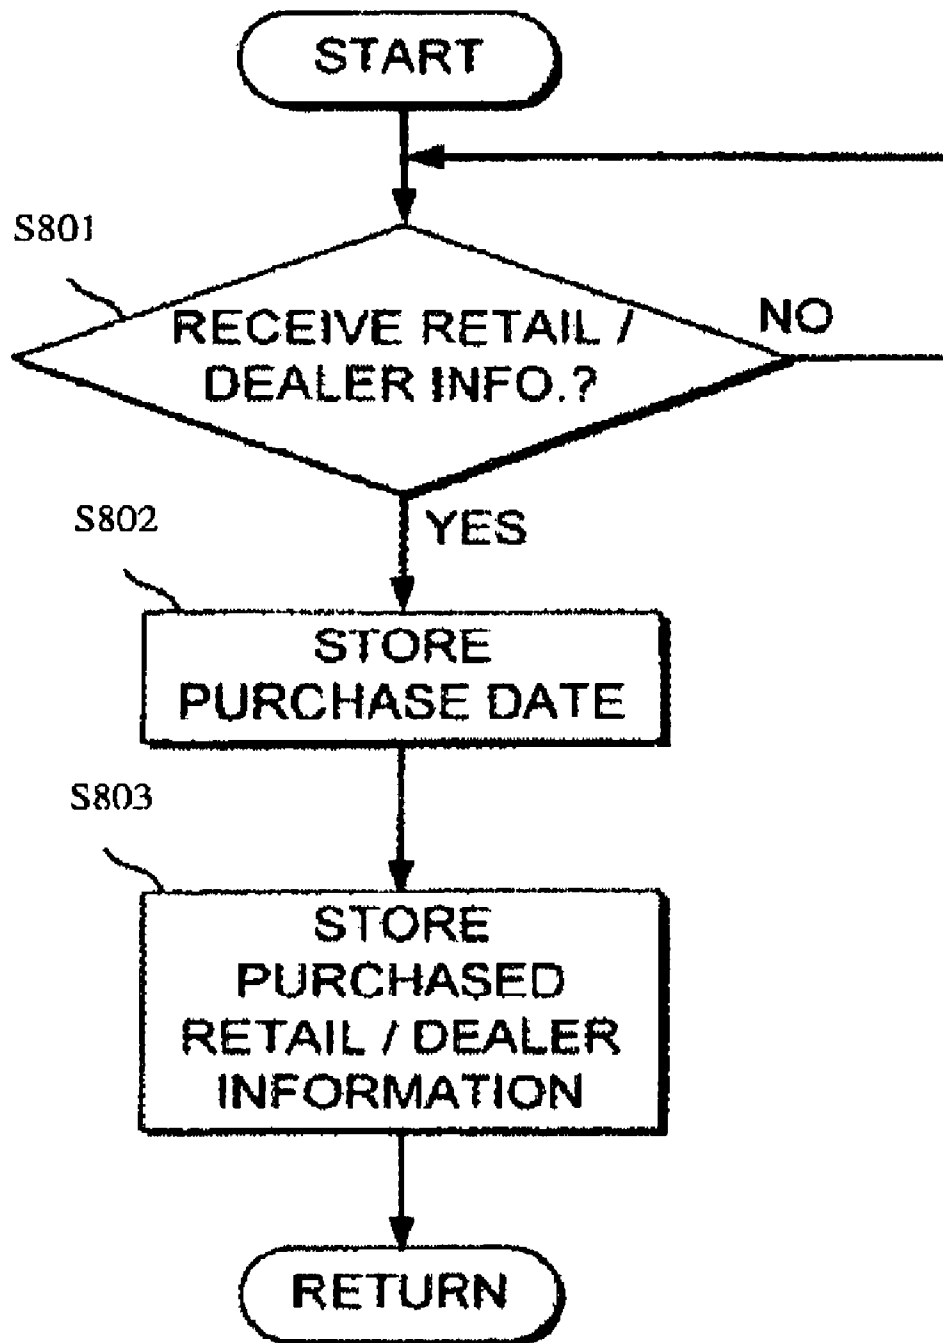 START
S801
RECEIVE RETAIL /
DEALER INFO.?
NO
YES
S802
STORE
PURCHASE DATE
S803
STORE
PURCHASED
RETAIL / DEALER
INFORMATION
RETURN